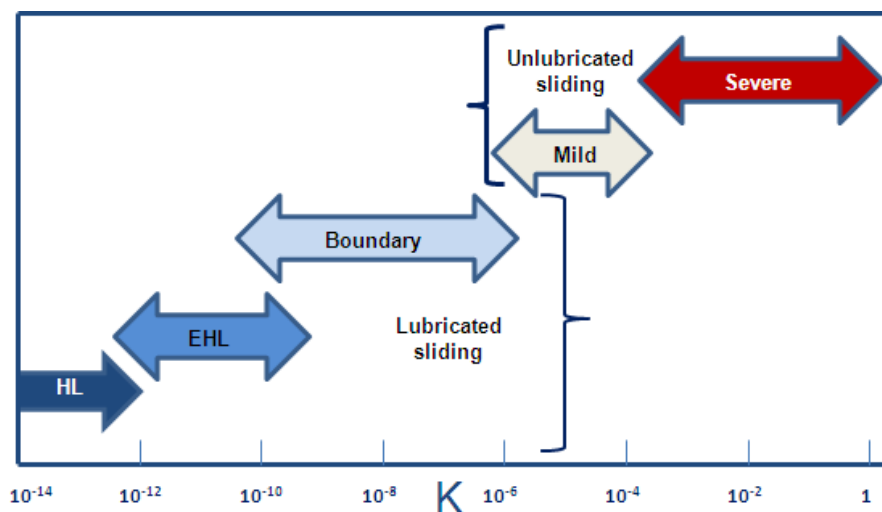 Unlubricated
sliding
Severe
Mild
Boundary
EHL
Lubricated
sliding
HL
10⁻¹⁴ 10⁻¹² 10⁻¹⁰ 10⁻⁸ K 10⁻⁶ 10⁻⁴ 10⁻² 1